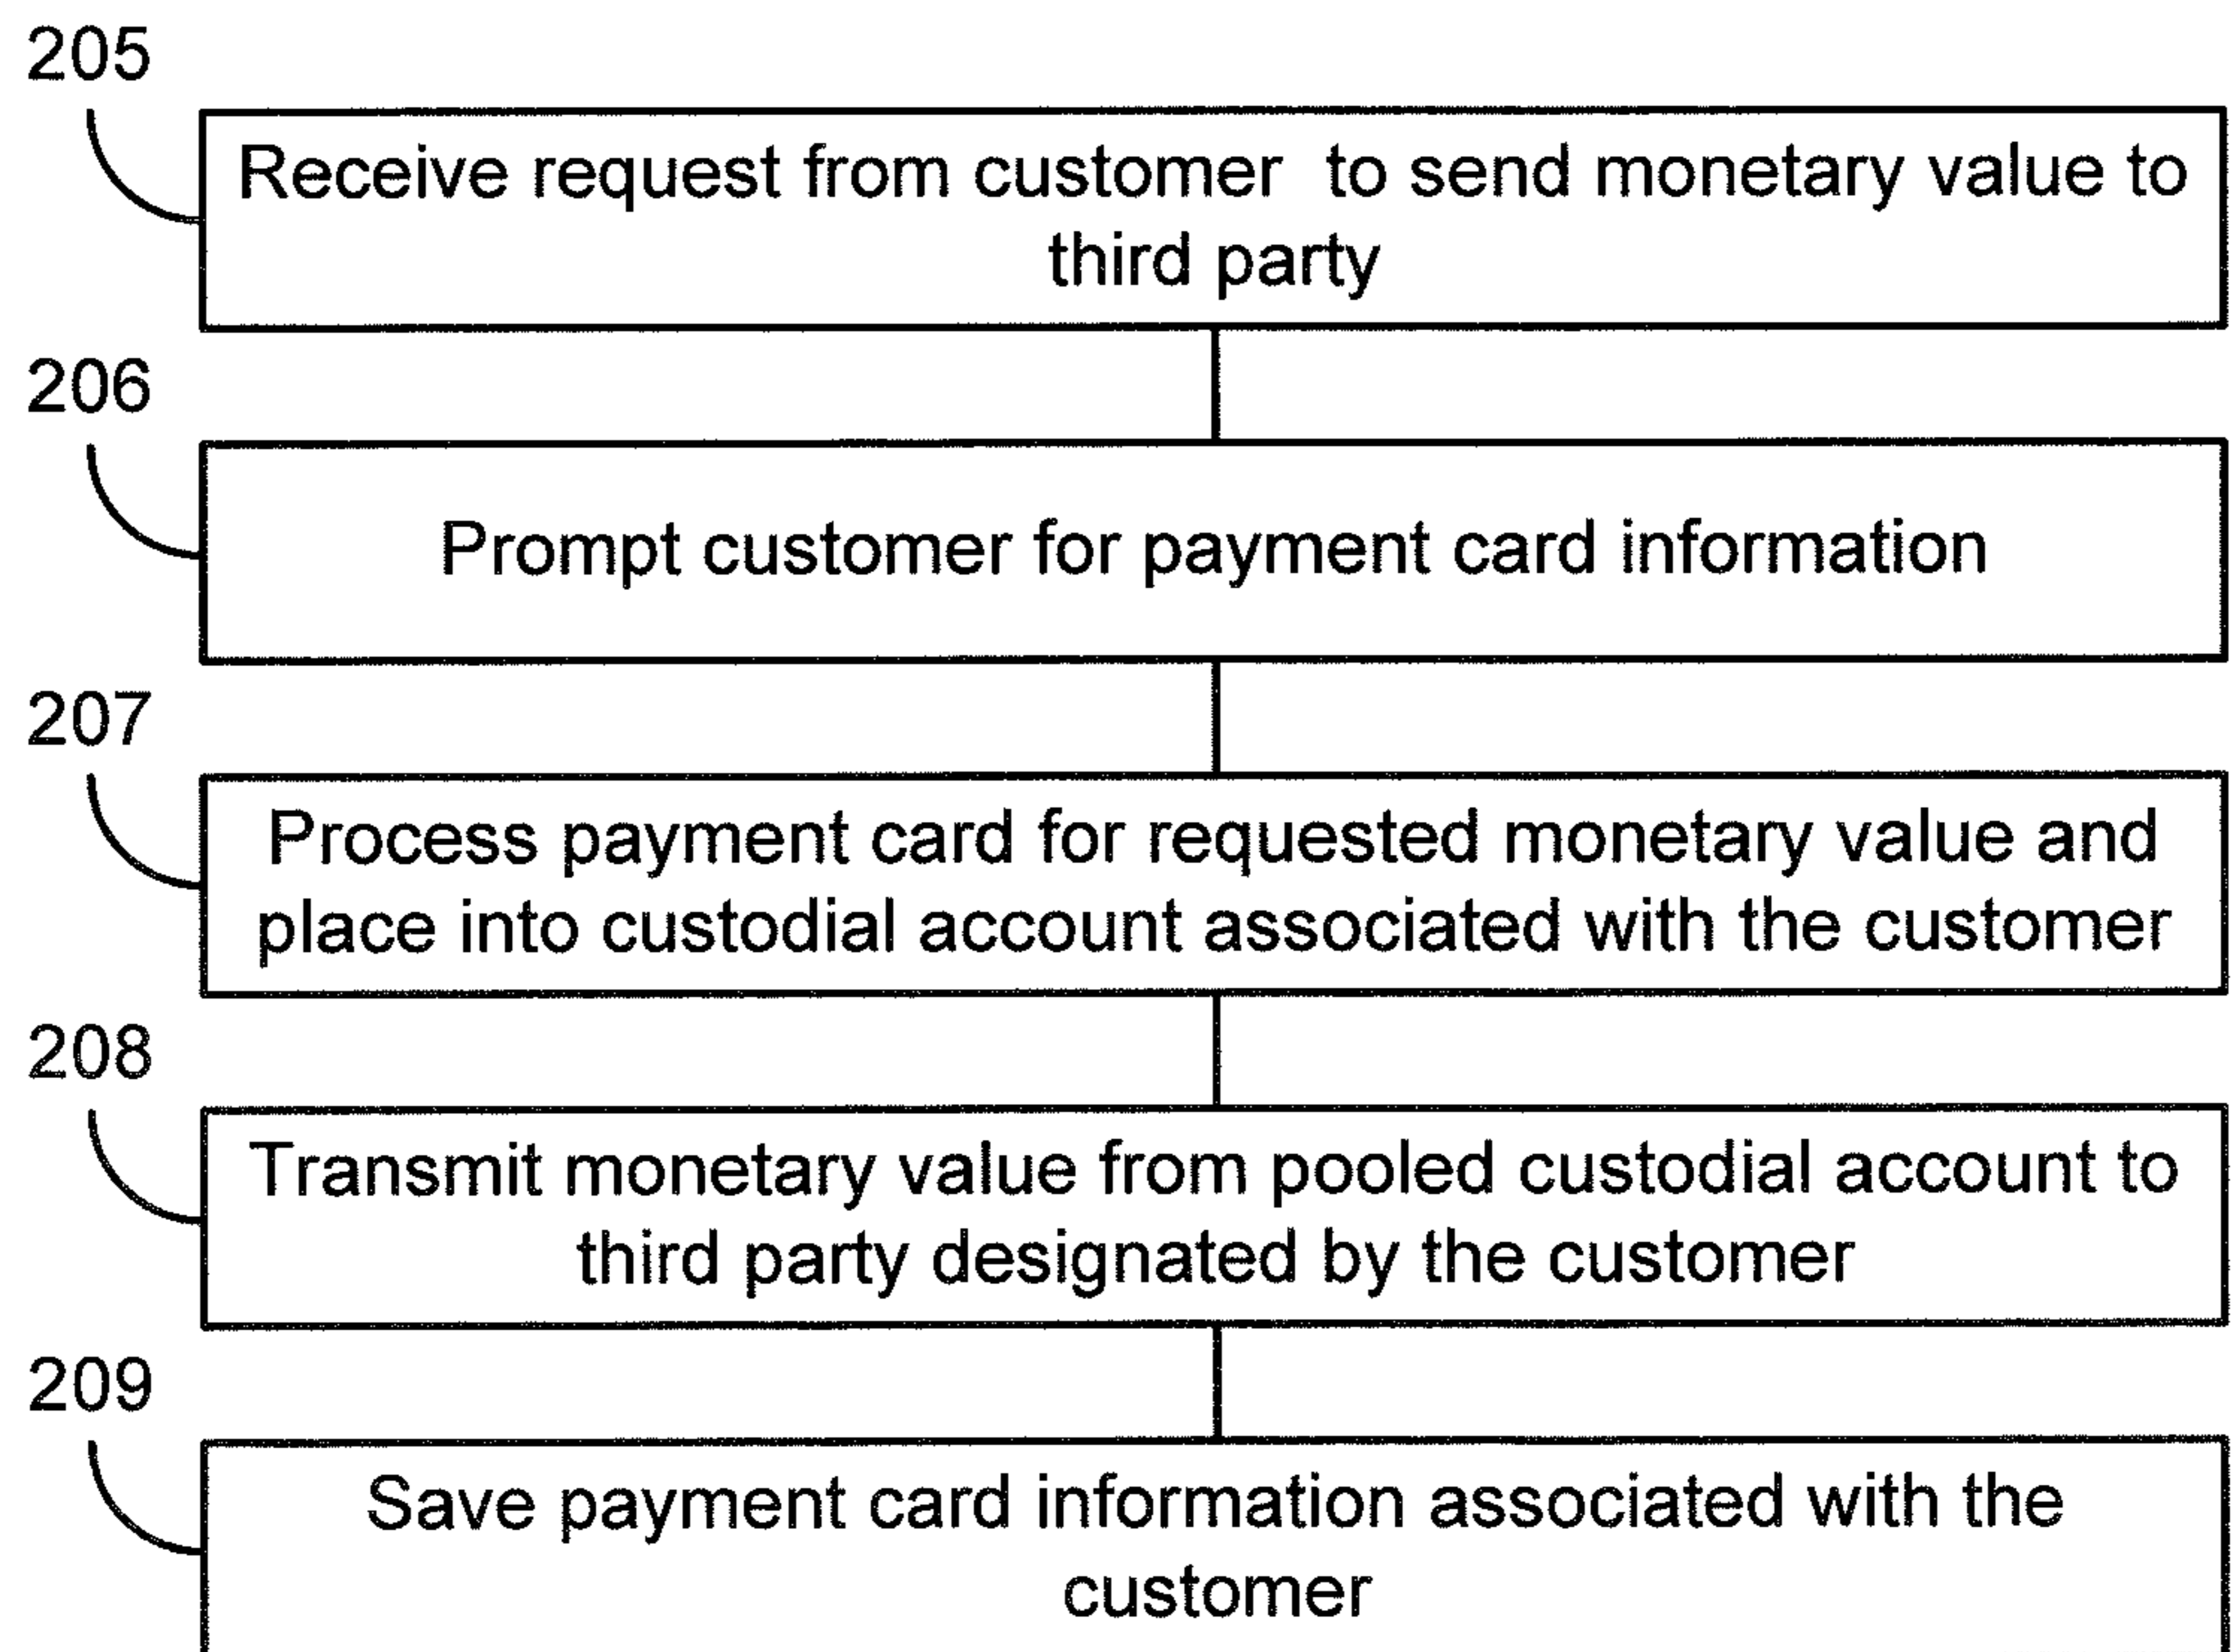 205
Receive request from customer to send monetary value to
third party
206
Prompt customer for payment card information
207
Process payment card for requested monetary value and
place into custodial account associated with the customer
208
Transmit monetary value from pooled custodial account to
third party designated by the customer
209
Save payment card information associated with the
customer